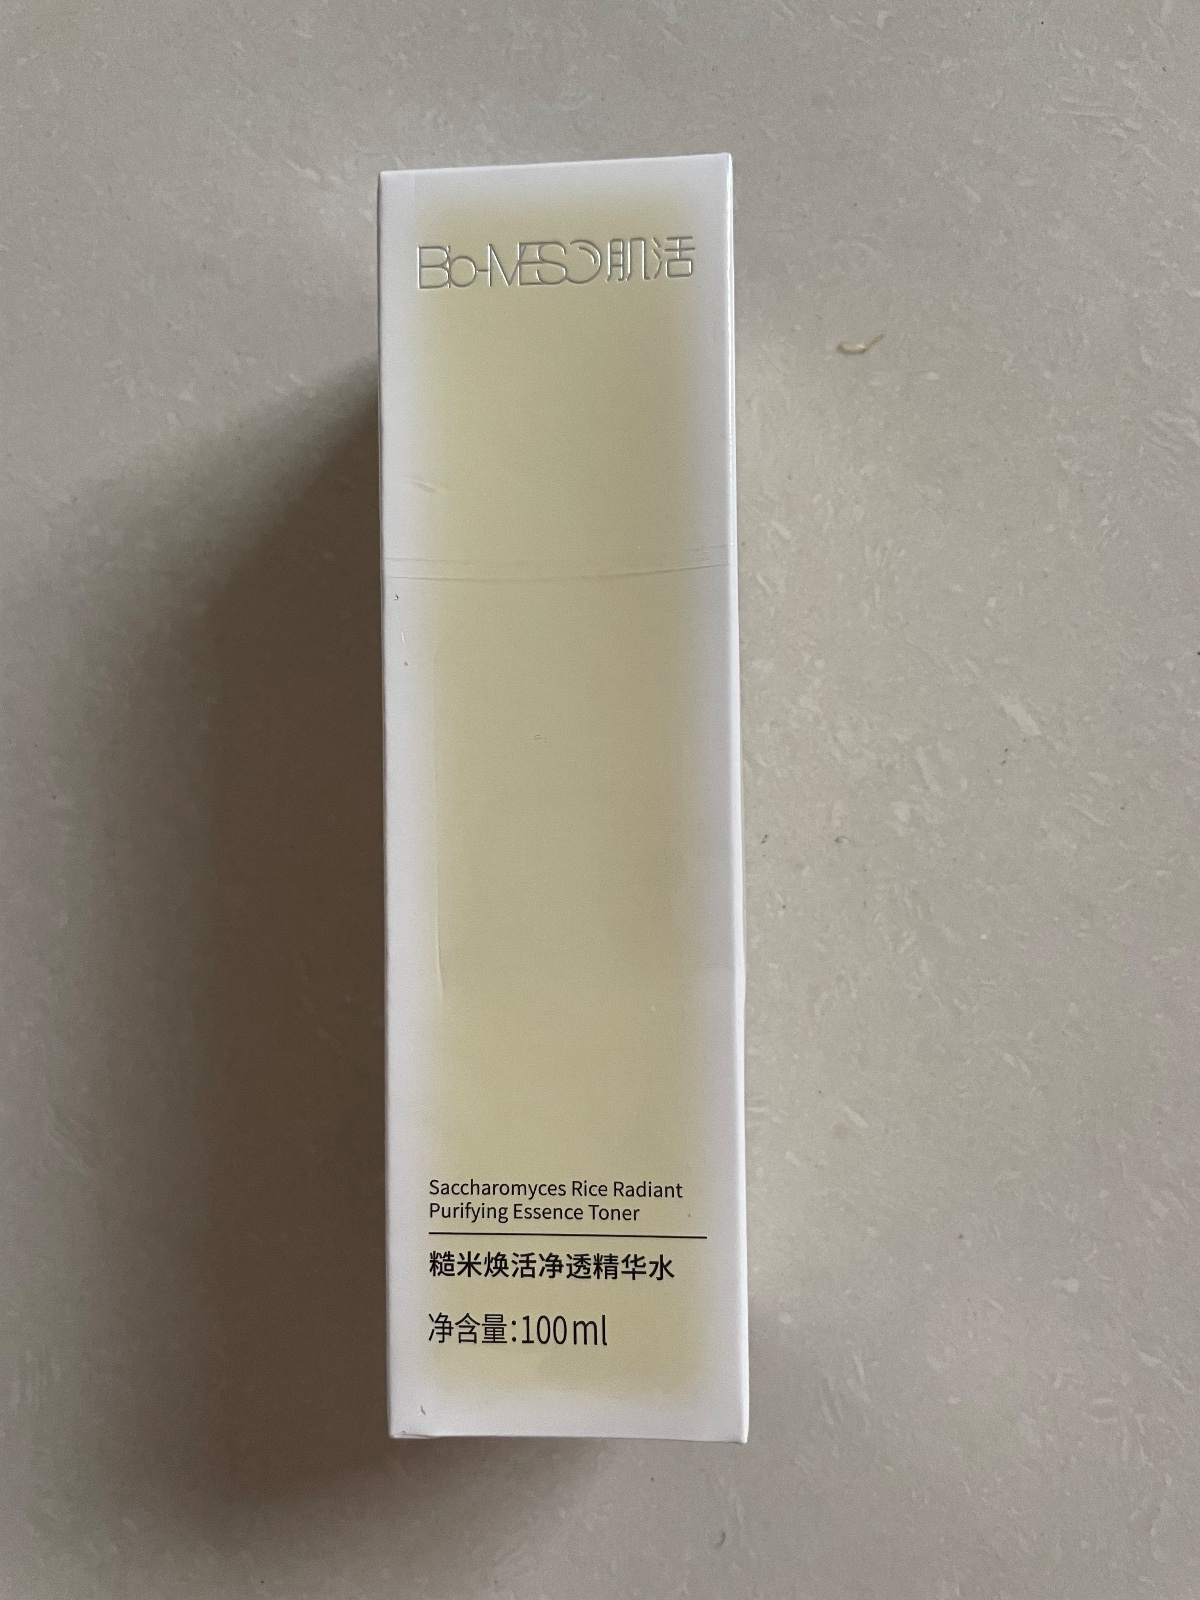 Bio-MESO肌活
Saccharomyces Rice Radiant
Purifying Essence Toner
糙米焕活净透精华水
净含量:100ml